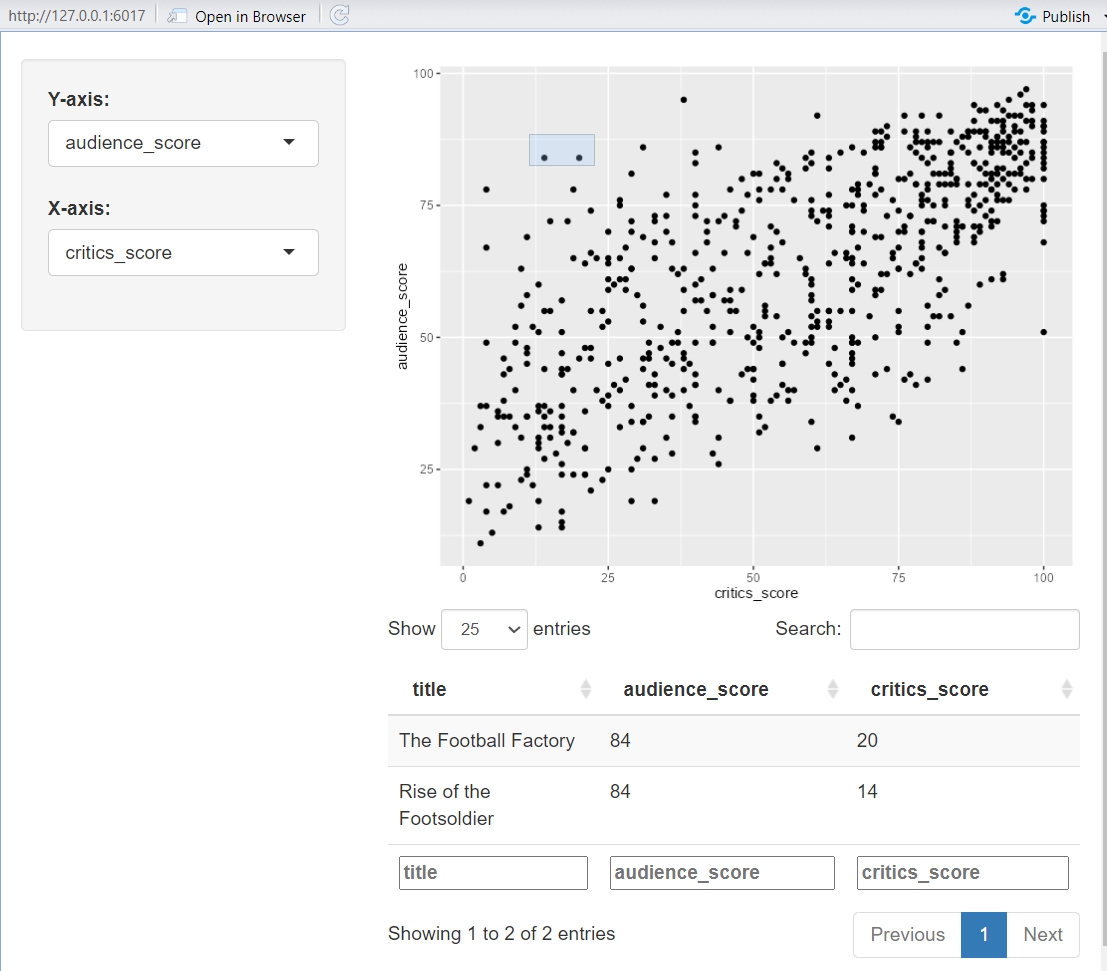 http://127.0.0.1:6017 Open in Browser Publish
Y-axis:
audience_score
X-axis:
critics_score
100
75
50
25
audience_score
0 25 50 75 100
critics_score
Show 25 entries Search:
title audience_score critics_score
The Football Factory 84 20
Rise of the 84 14
Footsoldier
title audience_score critics_score
Showing 1 to 2 of 2 entries Previous 1 Next